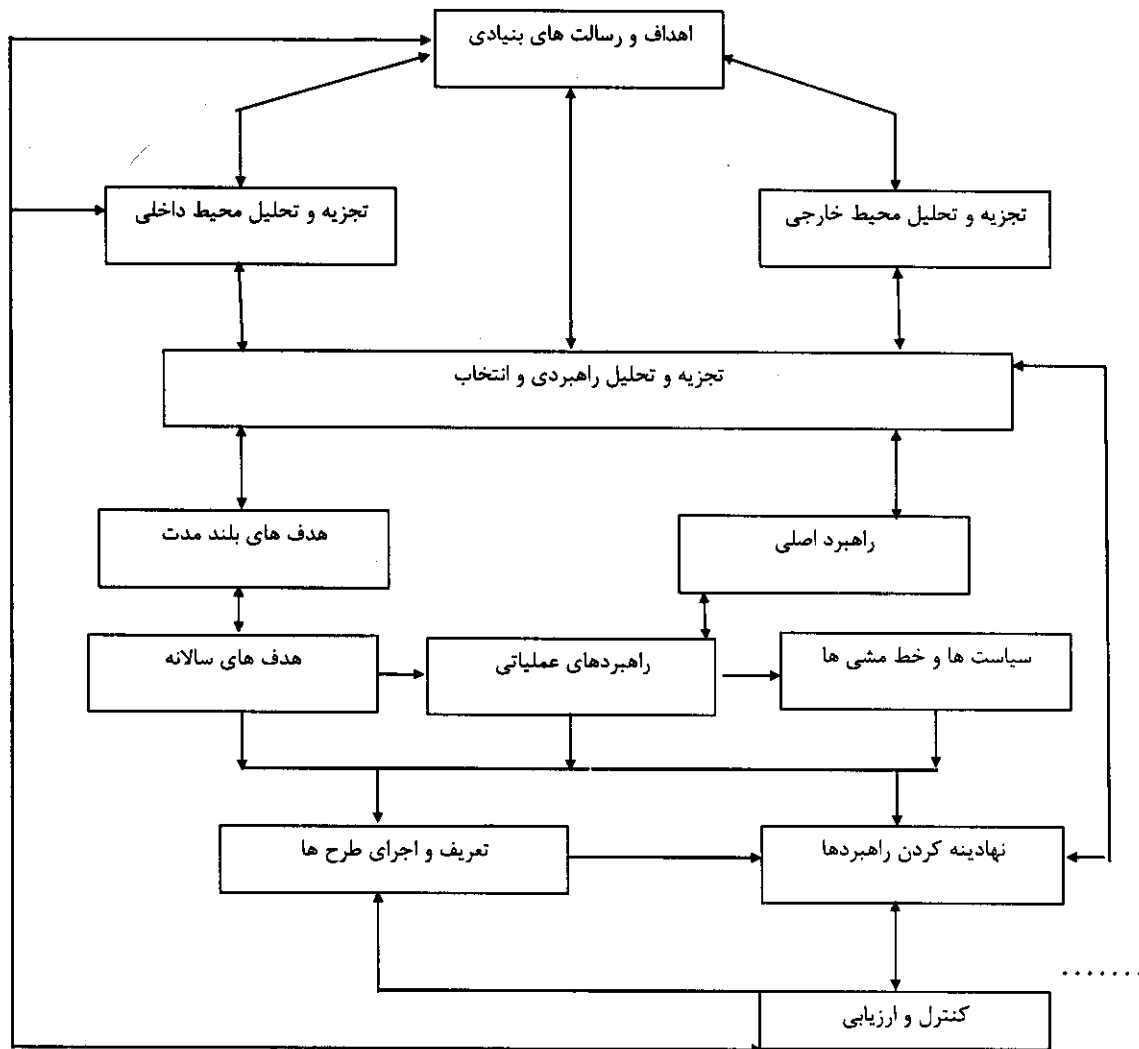 اهداف و رسالت های بنیادی
تجزیه و تحلیل محیط خارجی
تجزیه و تحلیل محیط داخلی
تجزیه و تحلیل راهبردی و انتخاب
راهبرد اصلی
هدف های بلند مدت
سیاست ها و خط مشی ها
راهبردهای عملیاتی
هدف های سالانه
نهادینه کردن راهبردها
تعریف و اجرای طرح ها
.......
کنترل و ارزیابی